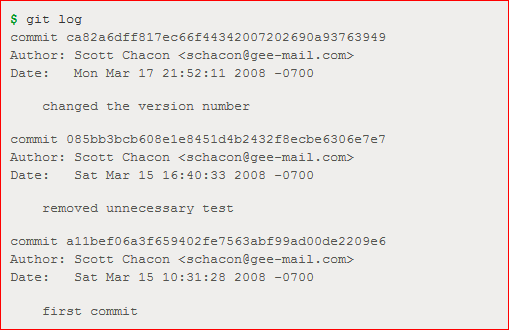 $ git log
commit ca82a6dff817ec66f44342007202690a93763949
Author: Scott Chacon <schacon@gee-mail.com>
Date:   Mon Mar 17 21:52:11 2008 -0700
changed the version number
commit 085bb3bcb608e1e8451d4b2432f8ecbe6306e7e7
Author: Scott Chacon <schacon@gee-mail.com>
Date:   Sat Mar 15 16:40:33 2008 -0700
removed unnecessary test
commit a11bef06a3f659402fe7563abf99ad00de2209e6
Author: Scott Chacon <schacon@gee-mail.com>
Date:   Sat Mar 15 10:31:28 2008 -0700
first commit